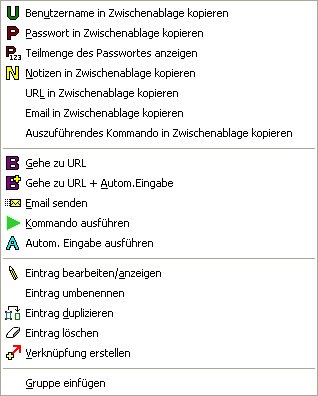 U Benutzername in Zwischenablage kopieren
P Passwort in Zwischenablage kopieren
P123 Teilmenge des Passwortes anzeigen
N Notizen in Zwischenablage kopieren
URL in Zwischenablage kopieren
Email in Zwischenablage kopieren
Auszuführendes Kommando in Zwischenablage kopieren
B Gehe zu URL
B Gehe zu URL + Autom.Eingabe
Email senden
Kommando ausführen
A Autom. Eingabe ausführen
Eintrag bearbeiten/anzeigen
Eintrag umbenennen
Eintrag duplizieren
Eintrag löschen
Verknüpfung erstellen
Gruppe einfügen